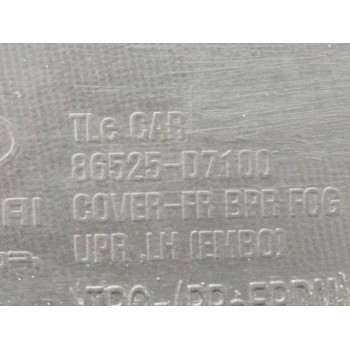 TLe CAR
86525-D7100
COVER-FR BPR FOG
UPR ,LH (EMBO)